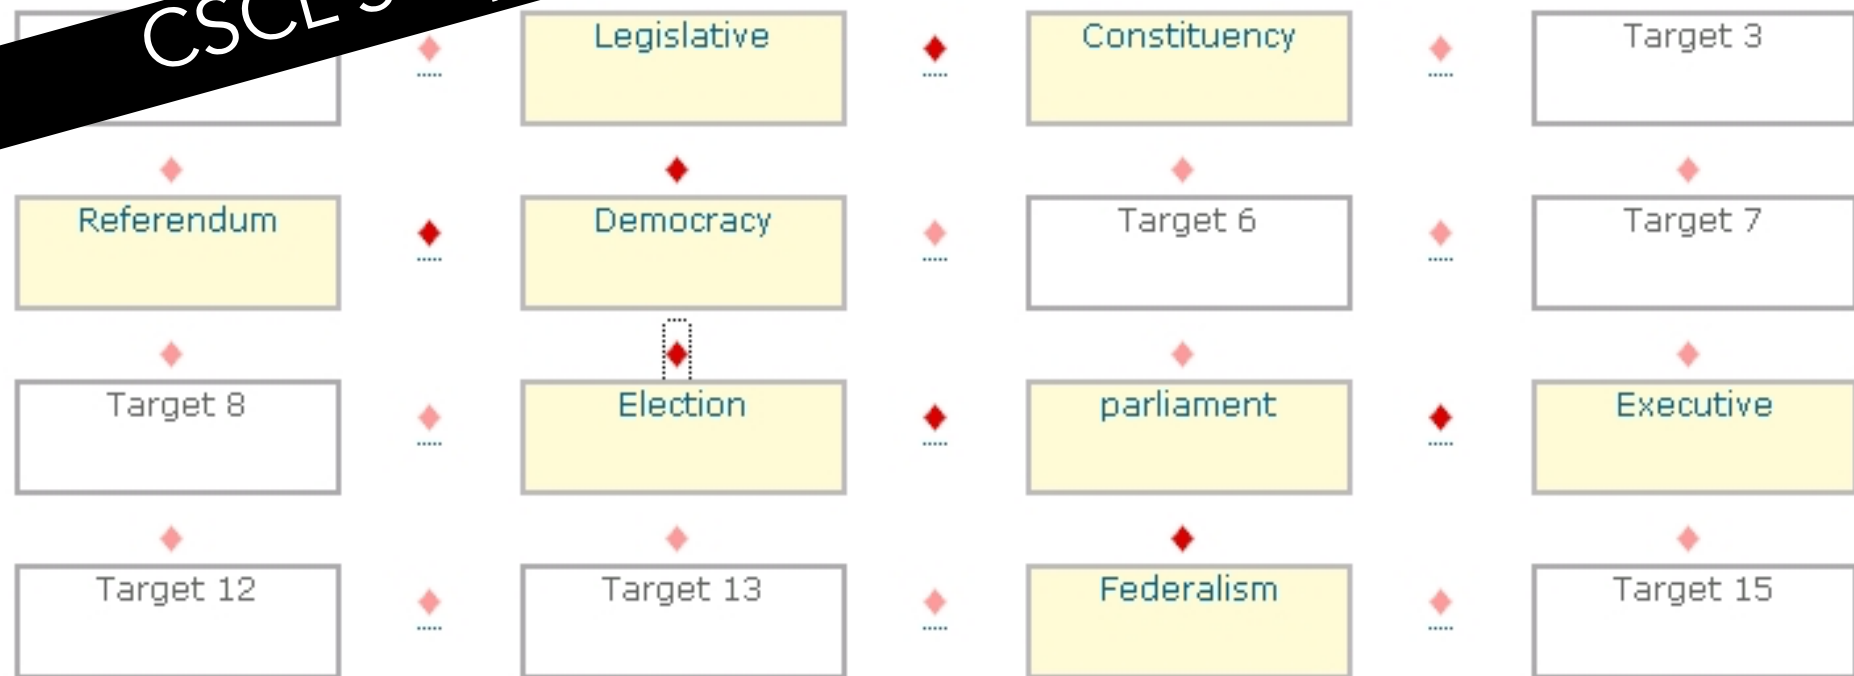 CSCL
Legislative
Constituency
Target 3
Referendum
Democracy
Target 6
Target 7
Target 8
Election
parliament
Executive
Target 12
Target 13
Federalism
Target 15